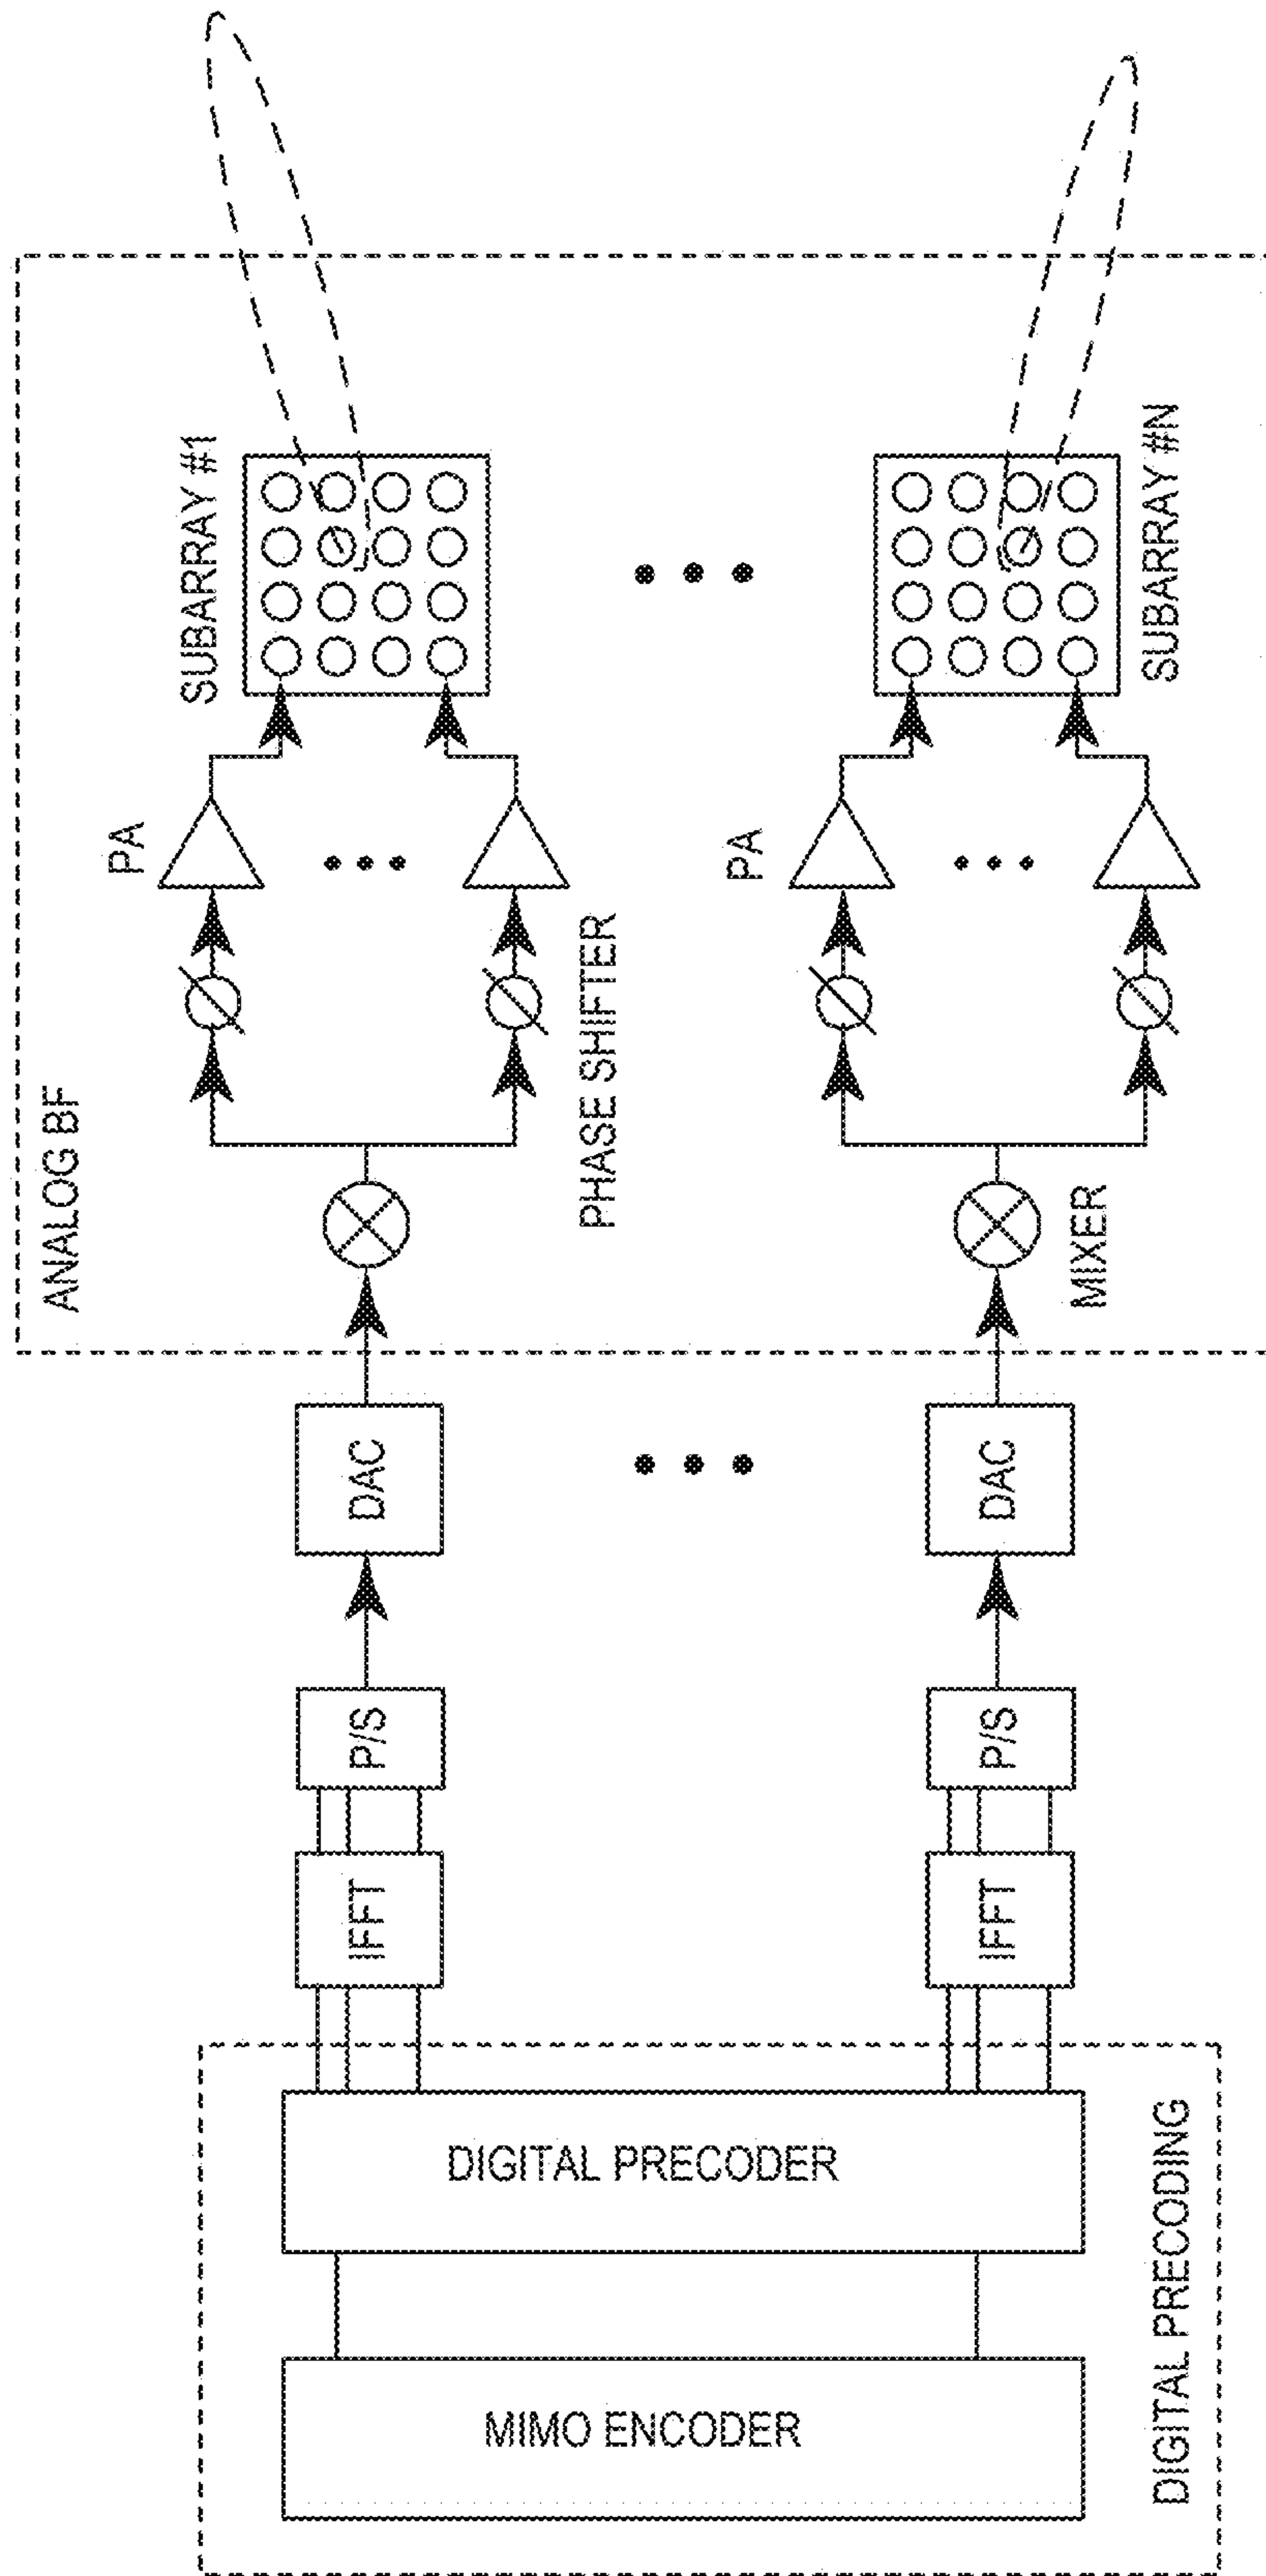 ANALOG BF
PA
SUBARRAY #1
PHASE SHIFTER
PA
SUBARRAY #N
MIXER
DAC
DAC
P/S
P/S
IFFT
IFFT
DIGITAL PRECODER
MIMO ENCODER
DIGITAL PRECODING